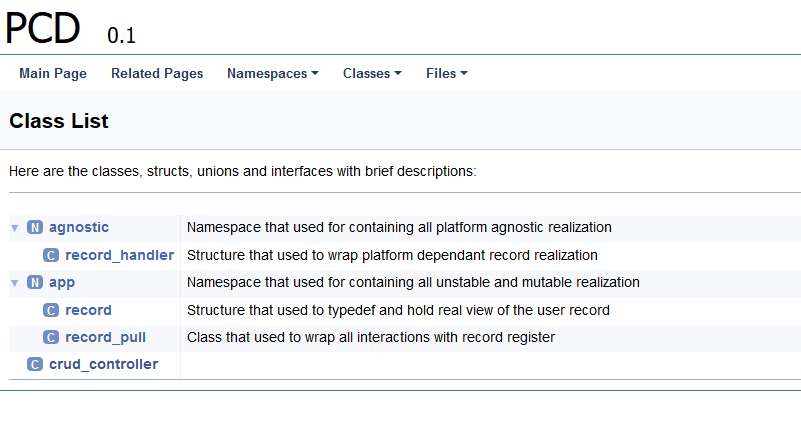 PCD 0.1
Main Page Related Pages Namespaces Classes Files
Class List
Here are the classes, structs, unions and interfaces with brief descriptions:
N agnostic Namespace that used for containing all platform agnostic realization
C record_handler Structure that used to wrap platform dependant record realization
N app Namespace that used for containing all unstable and mutable realization
C record Structure that used to typedef and hold real view of the user record
C record_pull Class that used to wrap all interactions with record register
C crud_controller